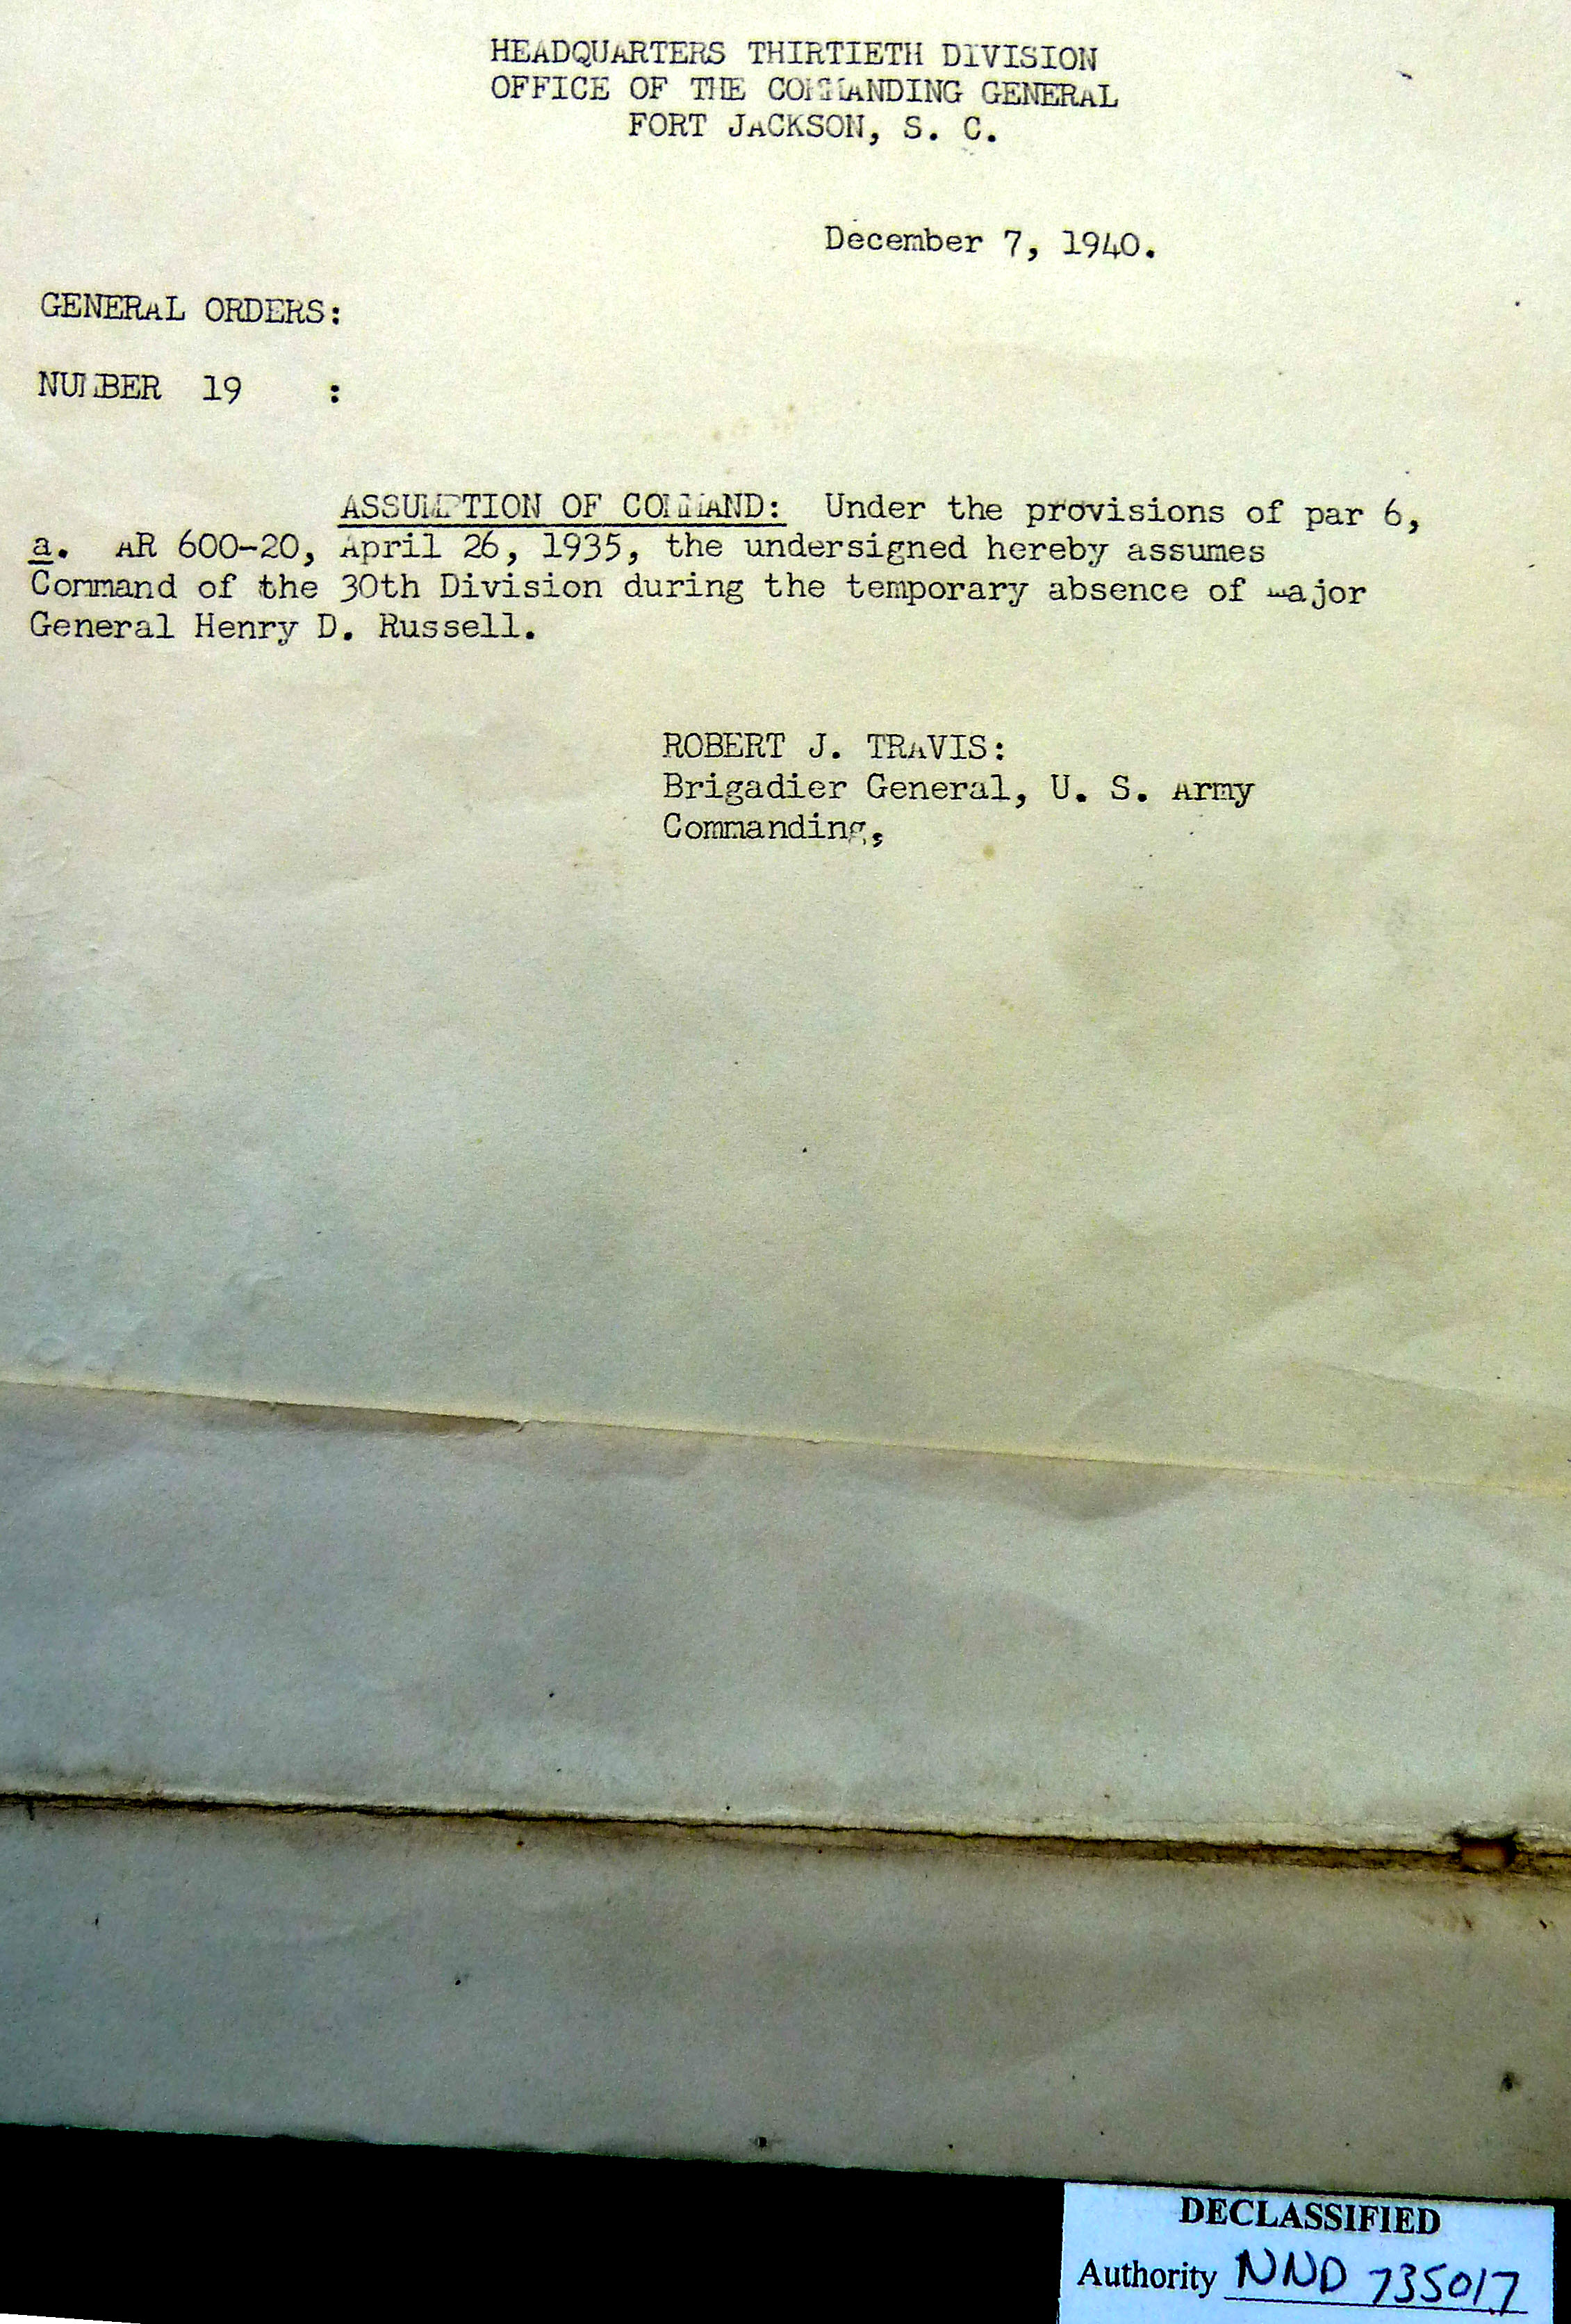 HEADQUARTERS THIRTIETH DIVISION
OFFICE OF THE COMMANDING GENERAL
FORT JACKSON, S. C.
December 7, 1940.
GENERAL ORDERS:
NUMBER 19 :
ASSUMPTION OF COMMAND: Under the provisions of par 6,
a. AR 600-20, April 26, 1935, the undersigned hereby assumes
Command of the 30th Division during the temporary absence of Major
General Henry D. Russell.
ROBERT J. TRAVIS:
Brigadier General, U. S. Army
Commanding,
DECLASSIFIED
Authority NND 735017